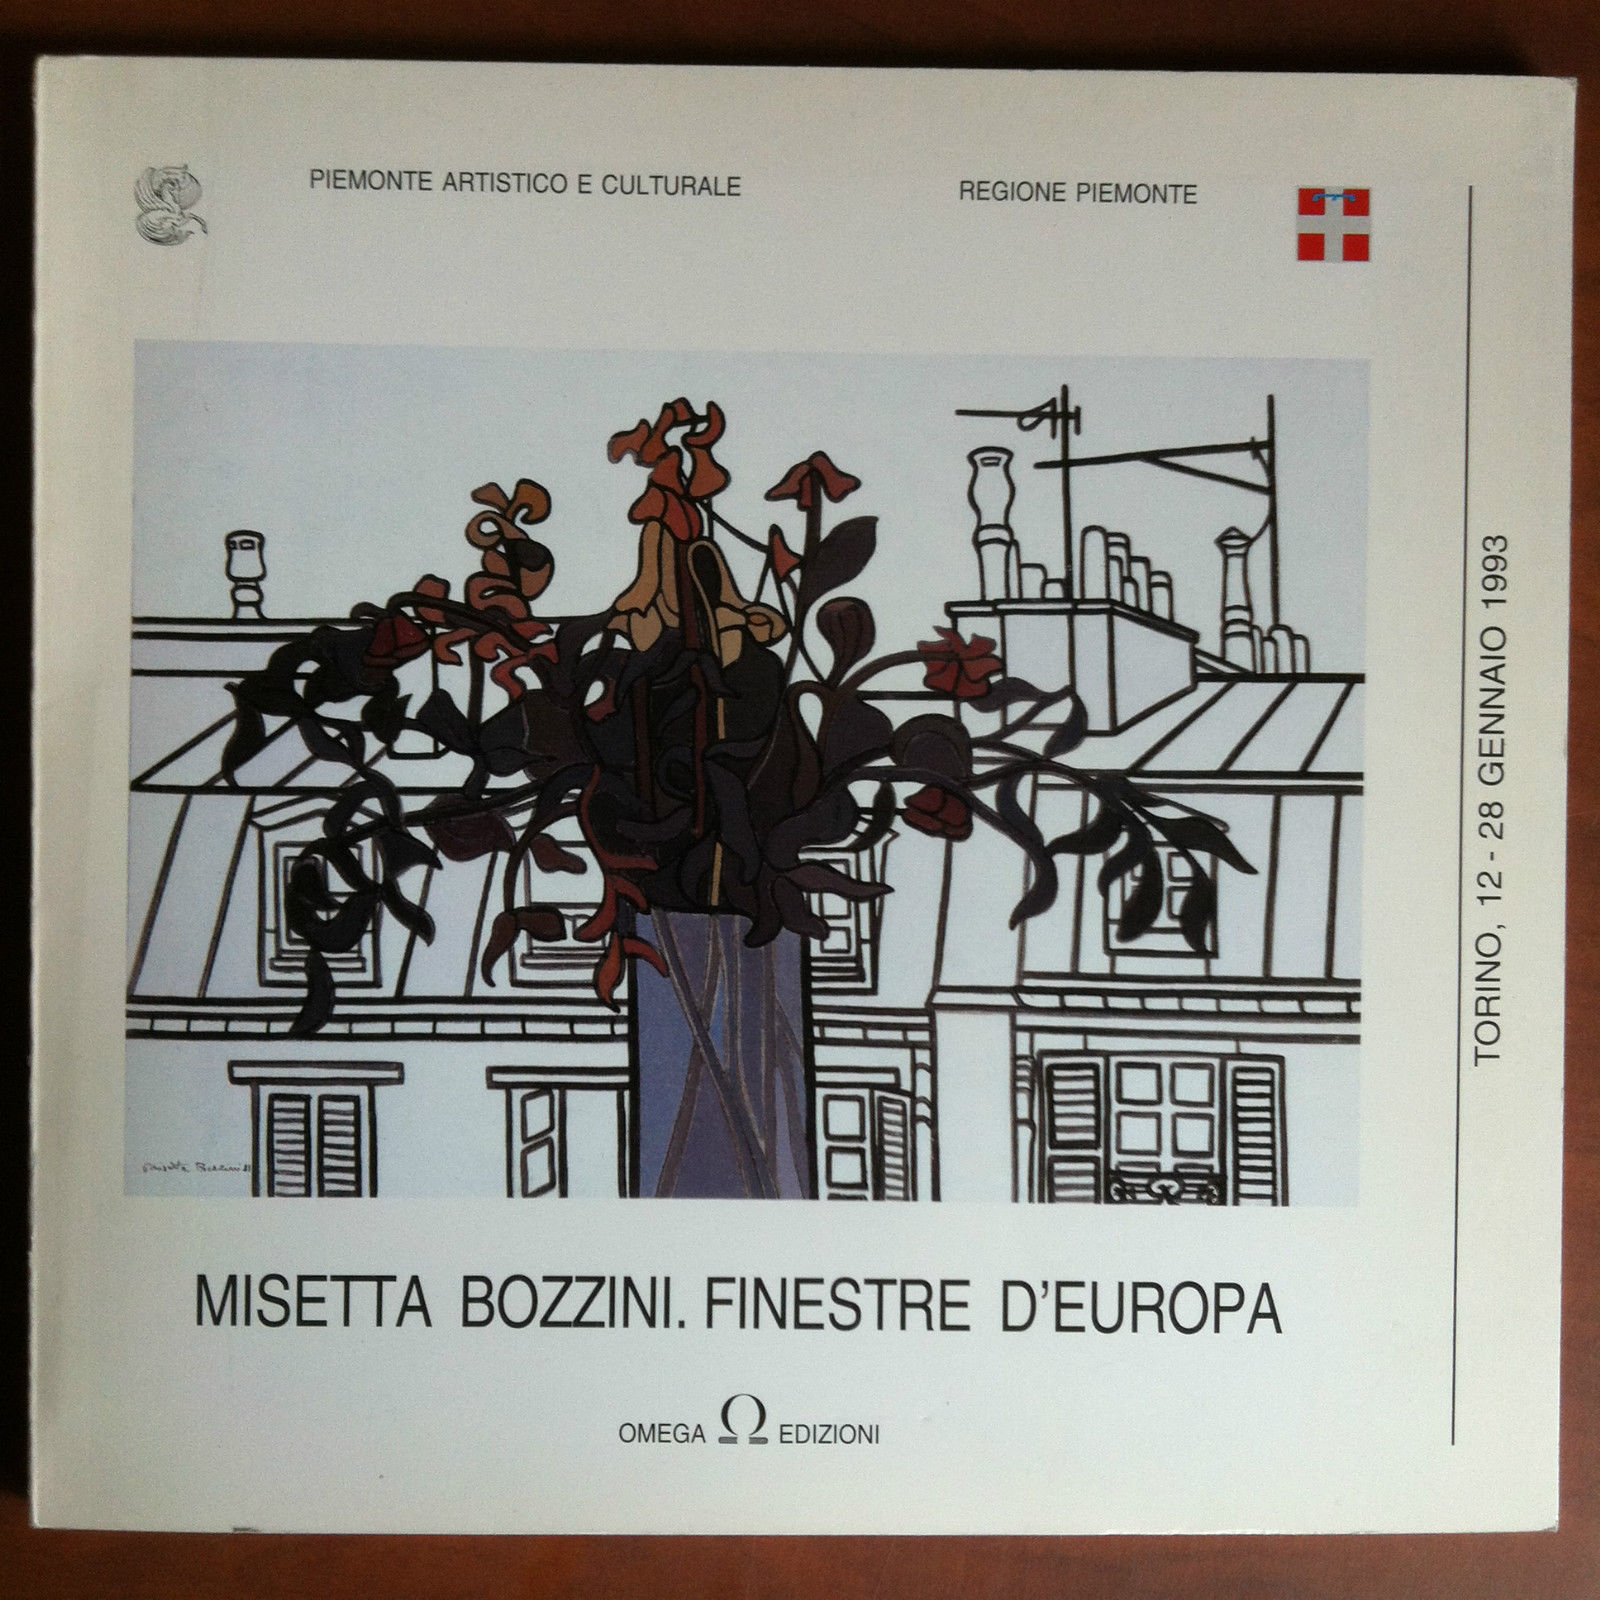 PIEMONTE ARTISTICO E CULTURALE
REGIONE PIEMONTE
TORINO, 12 - 28 GENNAIO 1993
MISETTA BOZZINI. FINESTRE D'EUROPA
OMEGA Ω EDIZIONI